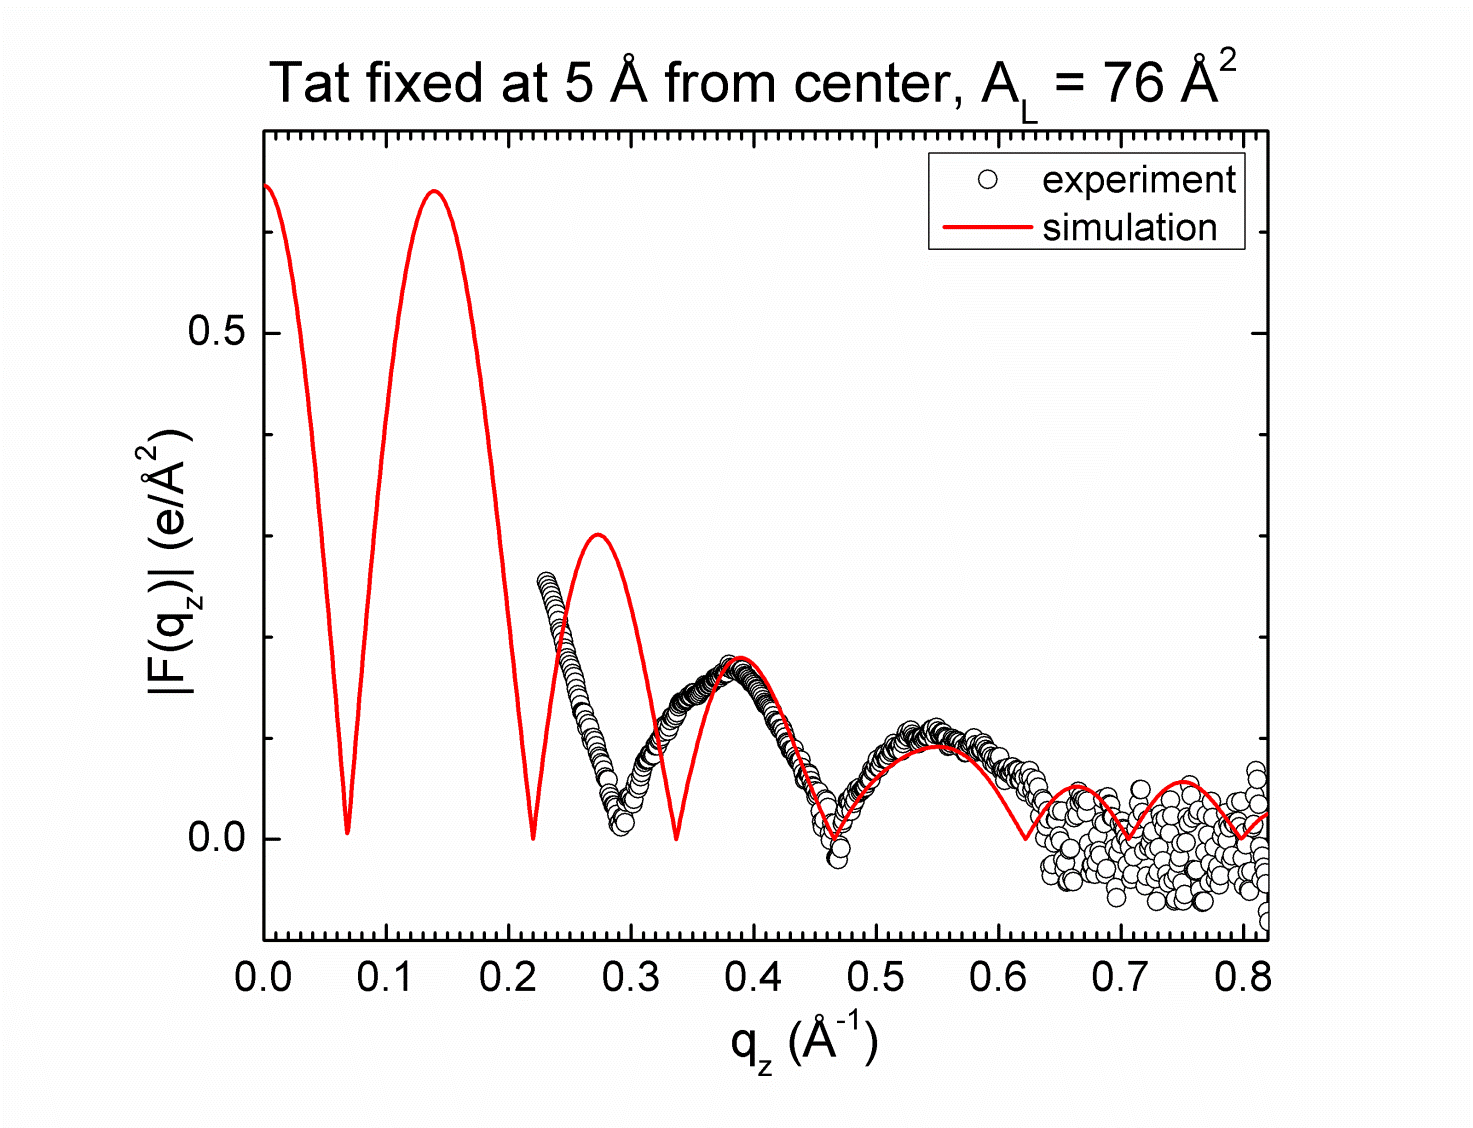 Tat fixed at 5 Å from center, A_L = 76 Å²
experiment
simulation
0.5
0.0
|F(q_z)| (e/Å²)
0.0 0.1 0.2 0.3 0.4 0.5 0.6 0.7 0.8
q_z (Å⁻¹)